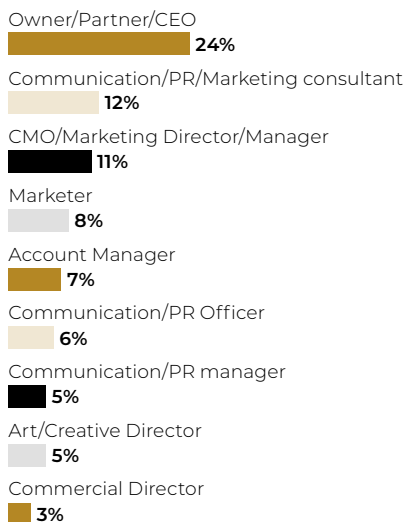 Owner/Partner/CEO
24%
Communication/PR/Marketing consultant
12%
CMO/Marketing Director/Manager
11%
Marketer
8%
Account Manager
7%
Communication/PR Officer
6%
Communication/PR manager
5%
Art/Creative Director
5%
Commercial Director
3%